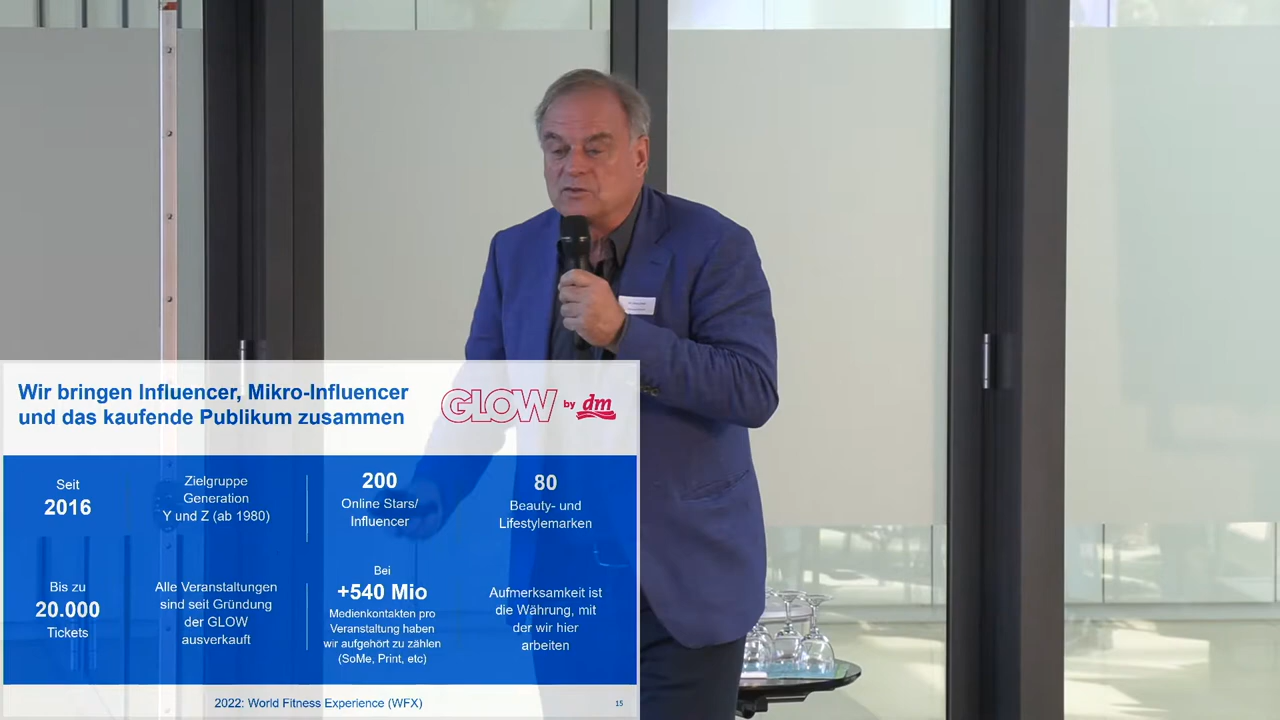 Wir bringen Influencer, Mikro-Influencer
und das kaufende Publikum zusammen
GLOW by dm
Seit
2016
Zielgruppe
Generation
Y und Z (ab 1980)
200
Online Stars/
Influencer
80
Beauty- und
Lifestylemarken
Bis zu
20.000
Tickets
Alle Veranstaltungen
sind seit Gründung
der GLOW
ausverkauft
Bei
+540 Mio
Medienkontakten pro
Veranstaltung haben
wir aufgehört zu zählen
(SoMe, Print, etc)
Aufmerksamkeit ist
die Währung, mit
der wir hier
arbeiten
2022: World Fitness Experience (WFX)
15